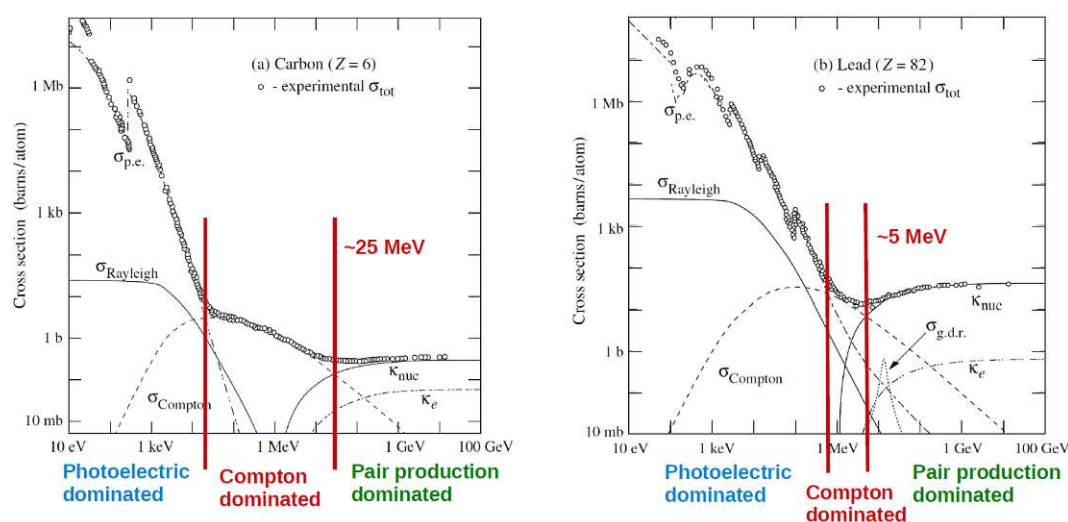 (a) Carbon (Z = 6)
o - experimental σtot
Cross section (barns/atom)
1 Mb
1 kb
1 b
10 mb
σp.e.
σRayleigh
σCompton
κnuc
κe
~25 MeV
10 eV 1 keV 1 MeV 1 GeV 100 GeV
Photoelectric
dominated
Compton
dominated
Pair production
dominated
(b) Lead (Z = 82)
o - experimental σtot
Cross section (barns/atom)
1 Mb
1 kb
1 b
10 mb
σp.e.
σRayleigh
σCompton
~5 MeV
κnuc
σg.d.r.
κe
10 eV 1 keV 1 MeV 1 GeV 100 GeV
Photoelectric
dominated
Compton
dominated
Pair production
dominated